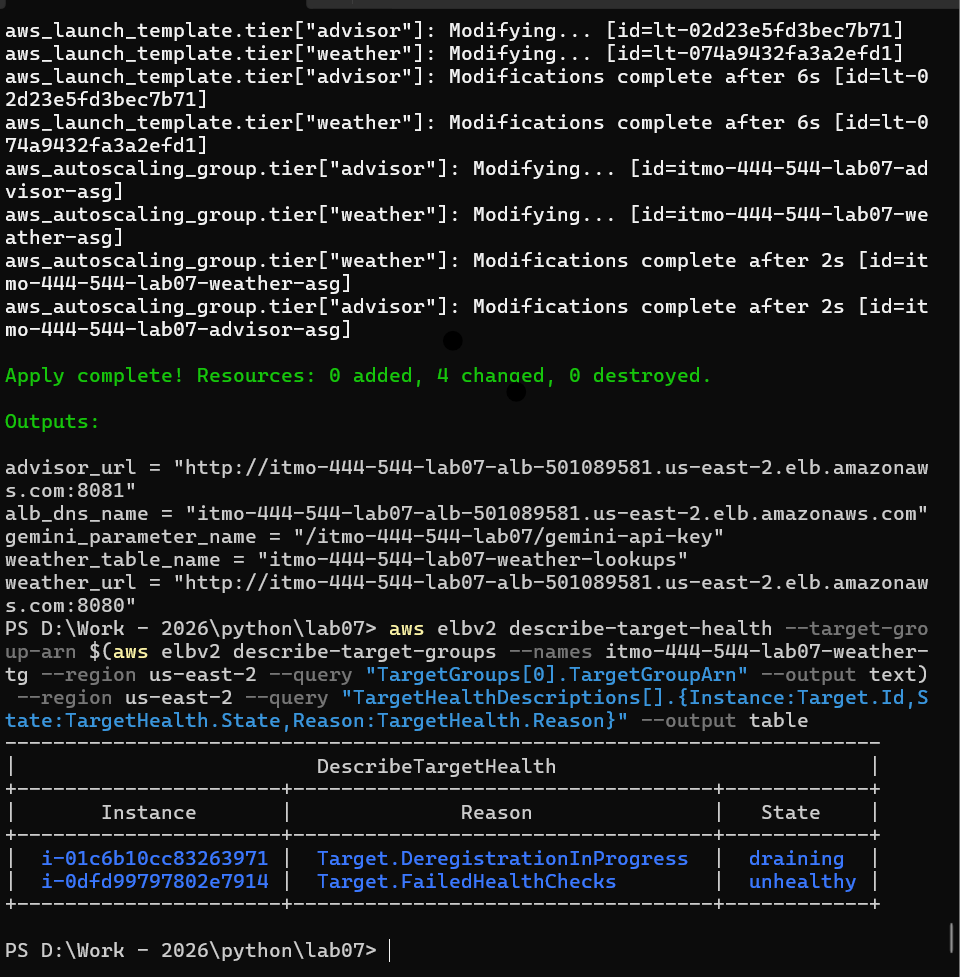 aws_launch_template.tier["advisor"]: Modifying... [id=lt-02d23e5fd3bec7b71]
aws_launch_template.tier["weather"]: Modifying... [id=lt-074a9432fa3a2efd1]
aws_launch_template.tier["advisor"]: Modifications complete after 6s [id=lt-0
2d23e5fd3bec7b71]
aws_launch_template.tier["weather"]: Modifications complete after 6s [id=lt-0
74a9432fa3a2efd1]
aws_autoscaling_group.tier["advisor"]: Modifying... [id=itmo-444-544-lab07-ad
visor-asg]
aws_autoscaling_group.tier["weather"]: Modifying... [id=itmo-444-544-lab07-we
ather-asg]
aws_autoscaling_group.tier["weather"]: Modifications complete after 2s [id=it
mo-444-544-lab07-weather-asg]
aws_autoscaling_group.tier["advisor"]: Modifications complete after 2s [id=it
mo-444-544-lab07-advisor-asg]
Apply complete! Resources: 0 added, 4 changed, 0 destroyed.
Outputs:
advisor_url = "http://itmo-444-544-lab07-alb-501089581.us-east-2.elb.amazonaw
s.com:8081"
alb_dns_name = "itmo-444-544-lab07-alb-501089581.us-east-2.elb.amazonaws.com"
gemini_parameter_name = "/itmo-444-544-lab07/gemini-api-key"
weather_table_name = "itmo-444-544-lab07-weather-lookups"
weather_url = "http://itmo-444-544-lab07-alb-501089581.us-east-2.elb.amazonaw
s.com:8080"
PS D:\Work - 2026\python\lab07> aws elbv2 describe-target-health --target-gro
up-arn $(aws elbv2 describe-target-groups --names itmo-444-544-lab07-weather-
tg --region us-east-2 --query "TargetGroups[0].TargetGroupArn" --output text)
 --region us-east-2 --query "TargetHealthDescriptions[].{Instance:Target.Id,S
tate:TargetHealth.State,Reason:TargetHealth.Reason}" --output table
-------------------------------------------------------------------------
|                         DescribeTargetHealth                          |
+----------------------+-----------------------------------+------------+
|       Instance       |              Reason               |   State    |
+----------------------+-----------------------------------+------------+
|  i-01c6b10cc83263971 |  Target.DeregistrationInProgress  |  draining  |
|  i-0dfd99797802e7914 |  Target.FailedHealthChecks        |  unhealthy |
+----------------------+-----------------------------------+------------+
PS D:\Work - 2026\python\lab07>